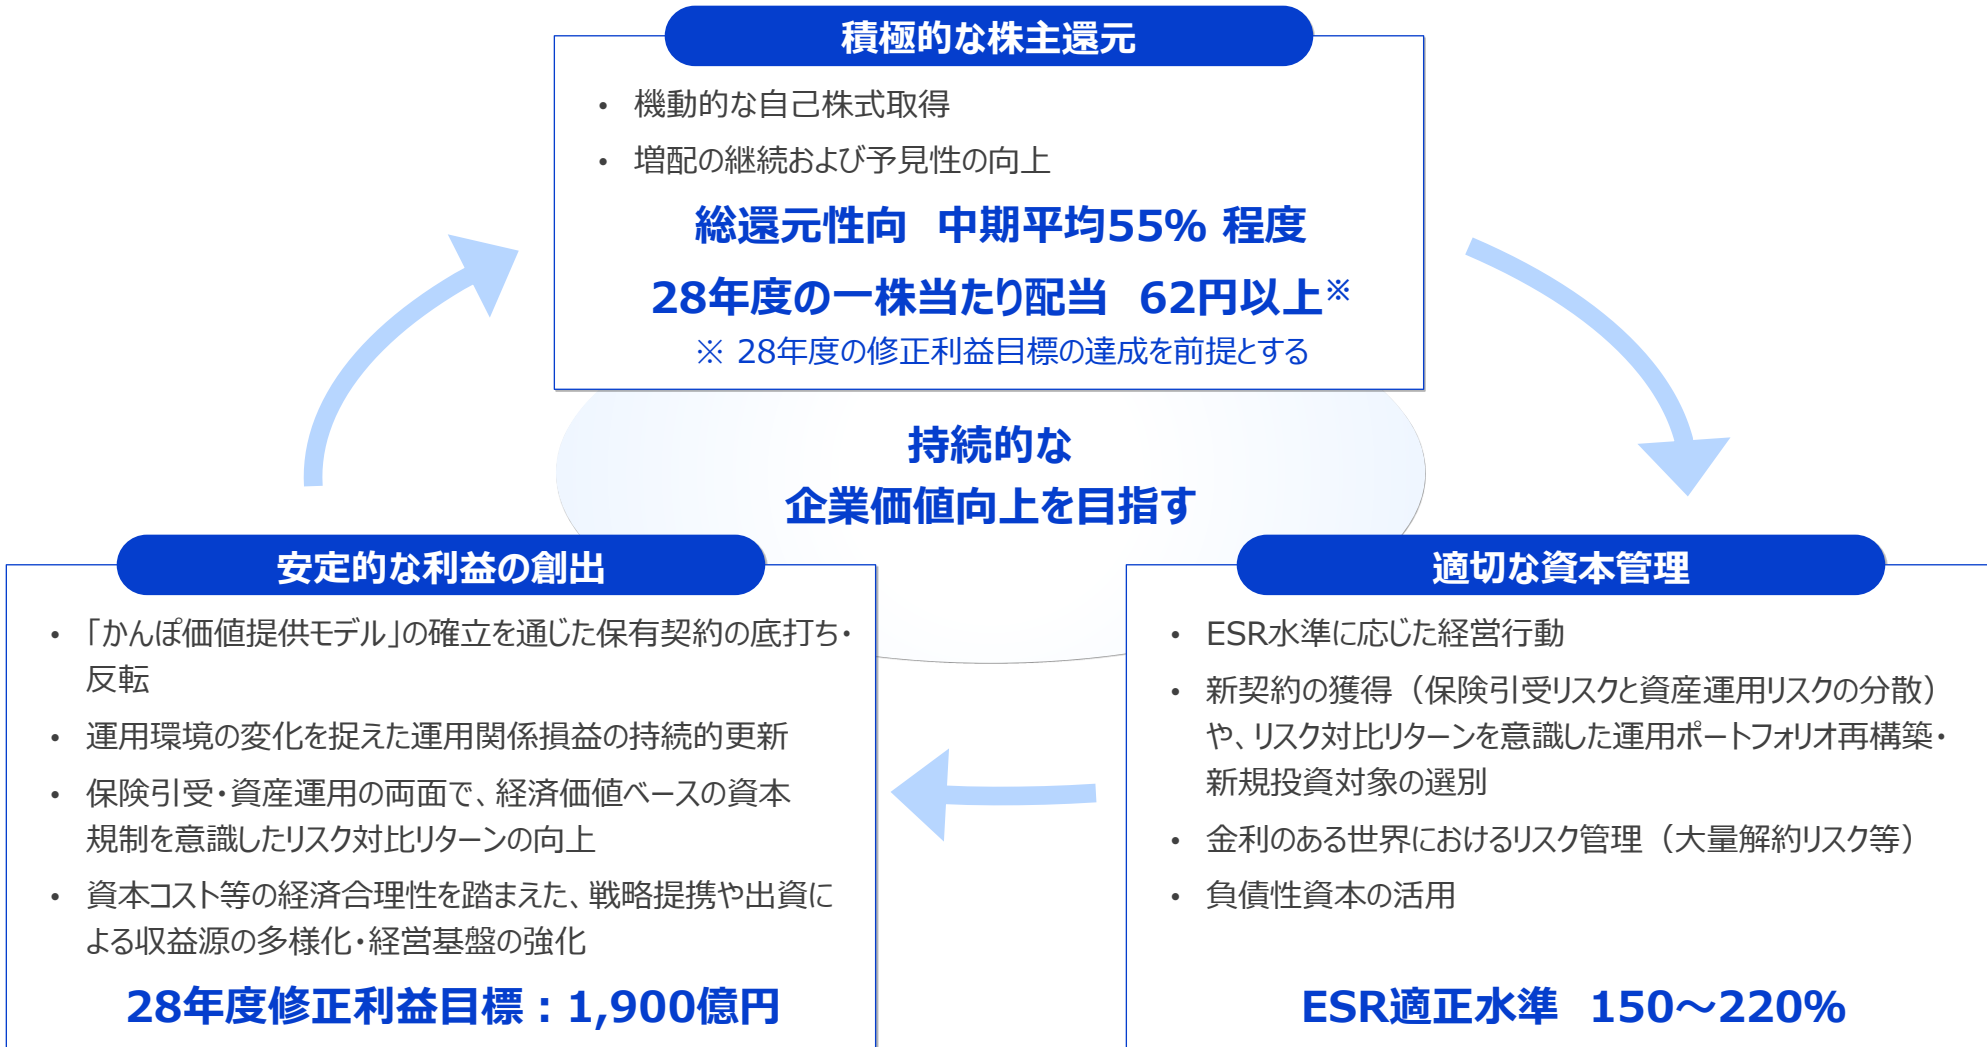 積極的な株主還元
• 機動的な自己株式取得
• 増配の継続および予見性の向上
総還元性向 中期平均55% 程度
28年度の一株当たり配当 62円以上※
※ 28年度の修正利益目標の達成を前提とする
持続的な
企業価値向上を目指す
安定的な利益の創出
• 「かんぽ価値提供モデル」の確立を通じた保有契約の底打ち・
反転
• 運用環境の変化を捉えた運用関係損益の持続的更新
• 保険引受・資産運用の両面で、経済価値ベースの資本
規制を意識したリスク対比リターンの向上
• 資本コスト等の経済合理性を踏まえた、戦略提携や出資に
よる収益源の多様化・経営基盤の強化
28年度修正利益目標：1,900億円
適切な資本管理
• ESR水準に応じた経営行動
• 新契約の獲得（保険引受リスクと資産運用リスクの分散）
や、リスク対比リターンを意識した運用ポートフォリオ再構築・
新規投資対象の選別
• 金利のある世界におけるリスク管理（大量解約リスク等）
• 負債性資本の活用
ESR適正水準 150～220%